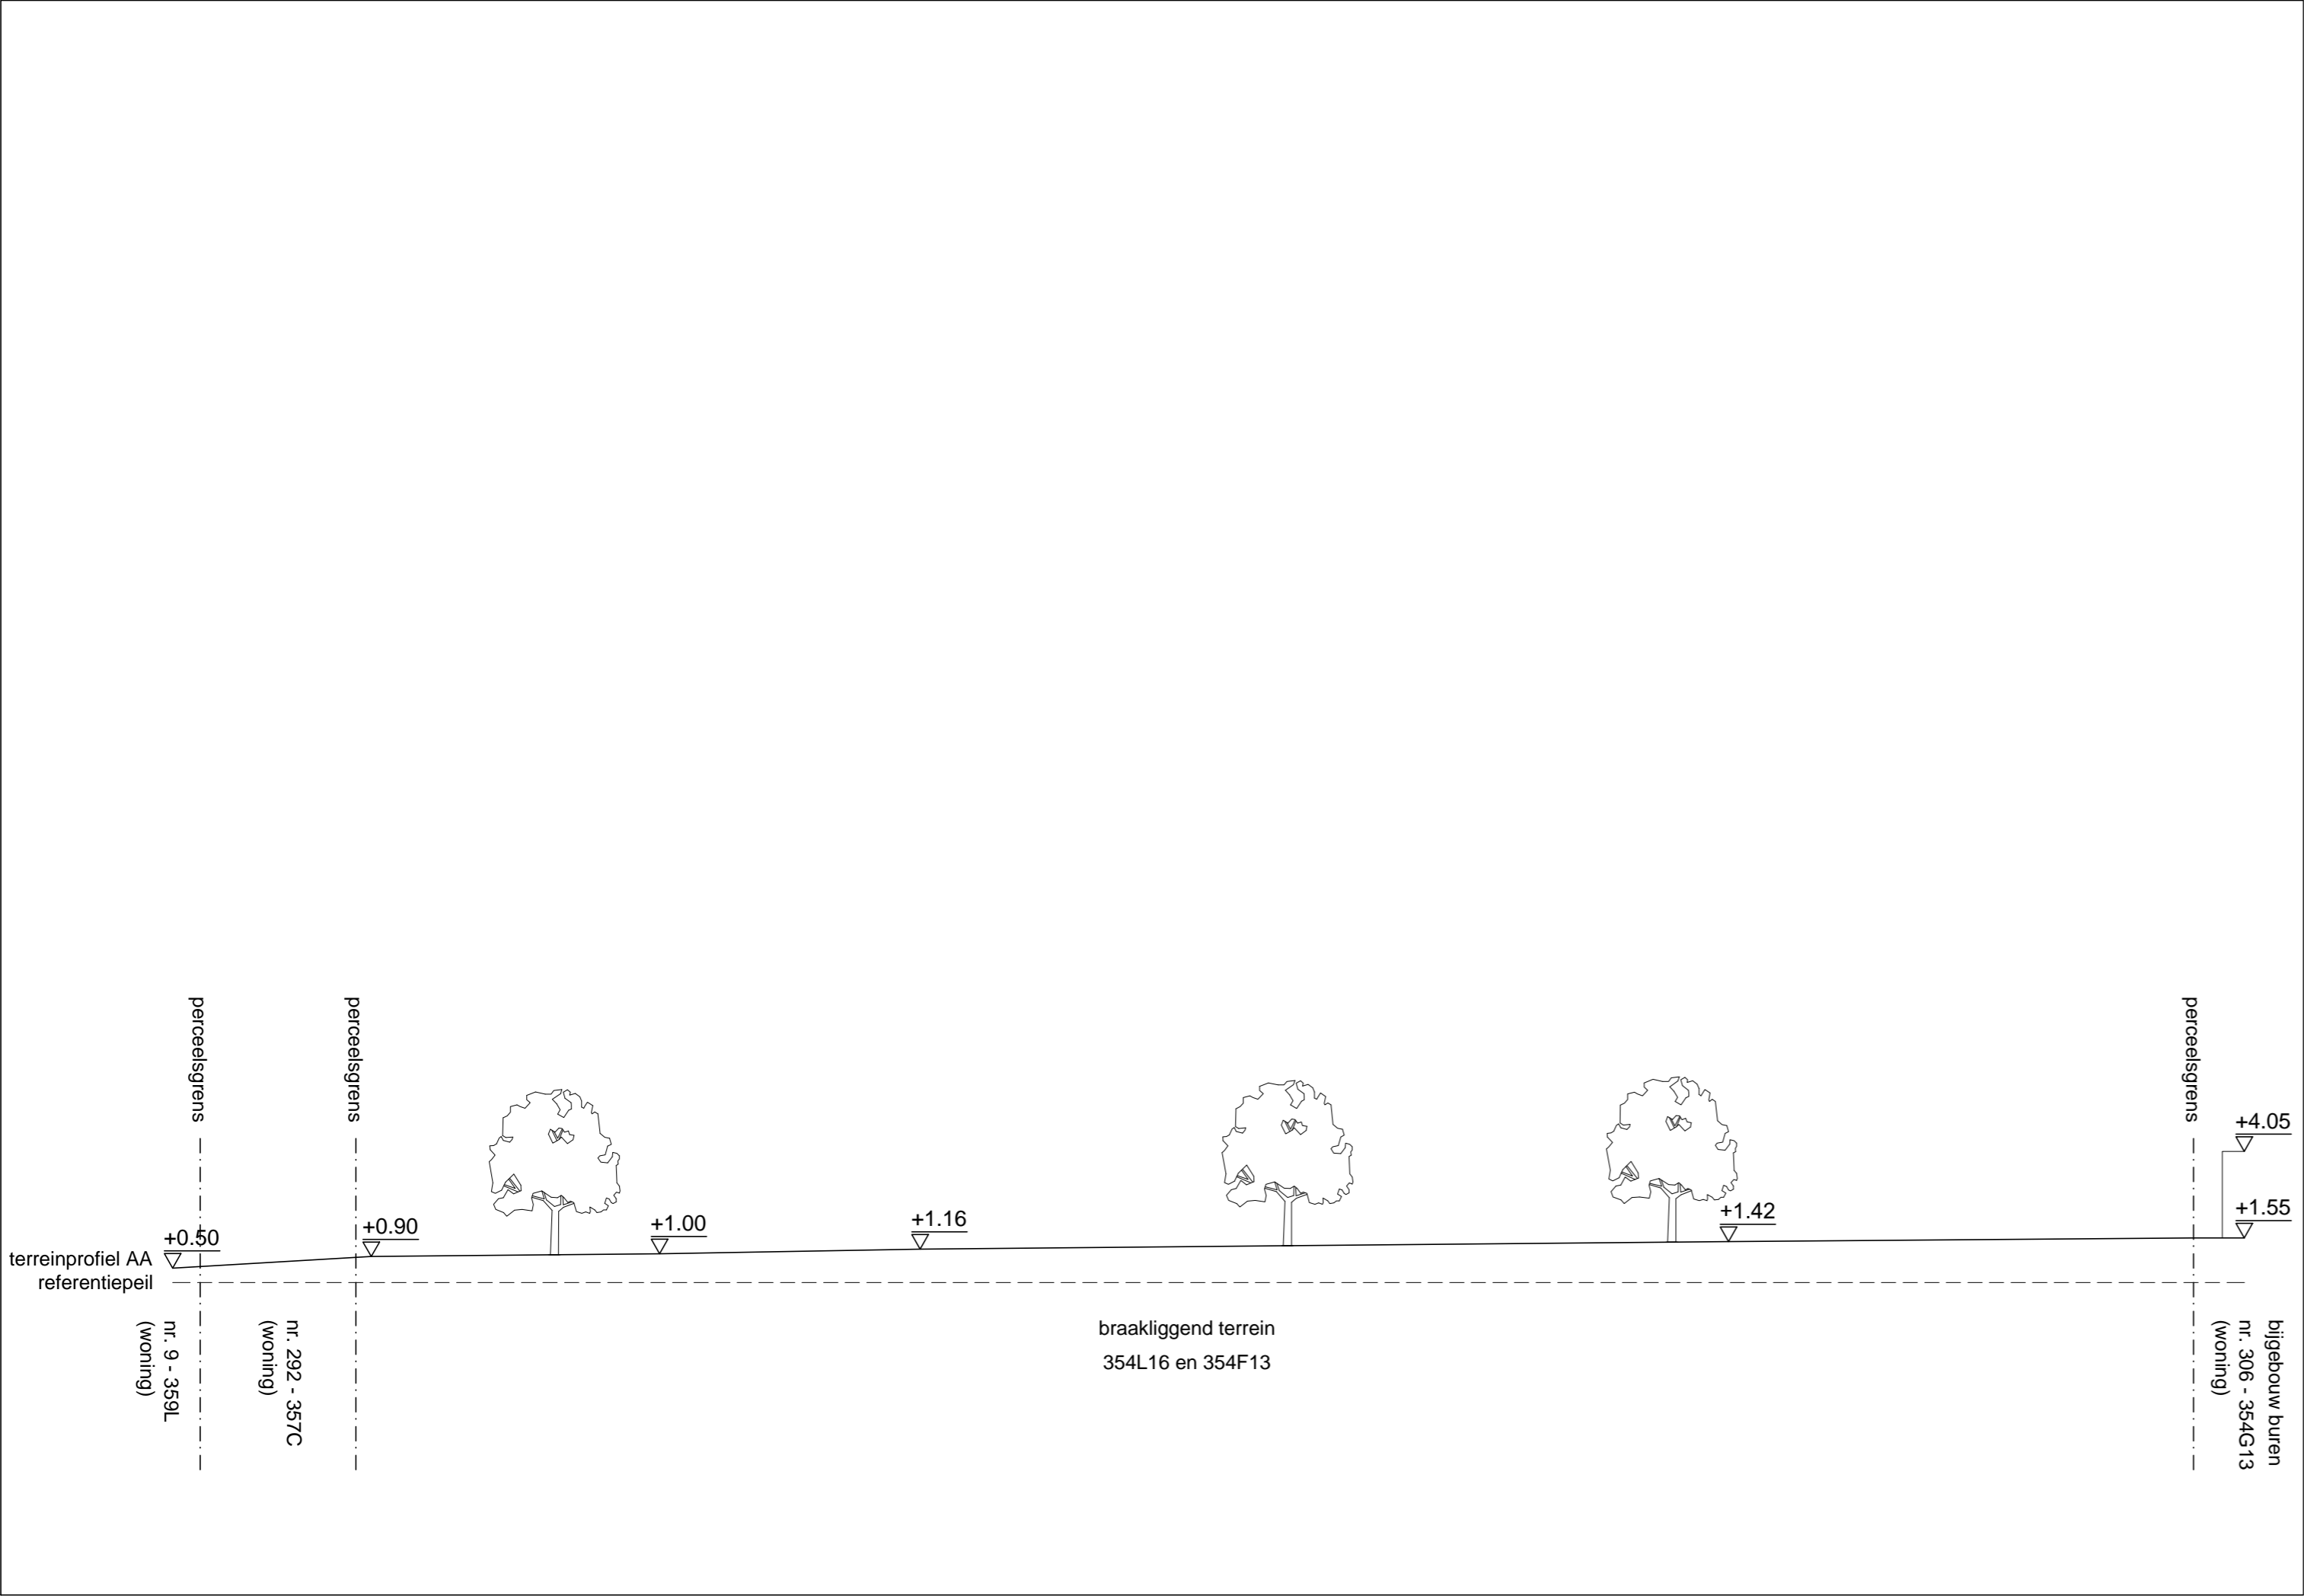 perceelsgrens
perceelsgrens
perceelsgrens
+4.05
+0.50
+0.90
+1.00
+1.16
+1.42
+1.55
terreinprofiel AA
referentiepeil
nr. 9 - 359L
(woning)
nr. 292 - 357C
(woning)
braakliggend terrein
354L16 en 354F13
bijgebouw buren
nr. 306 - 354G13
(woning)